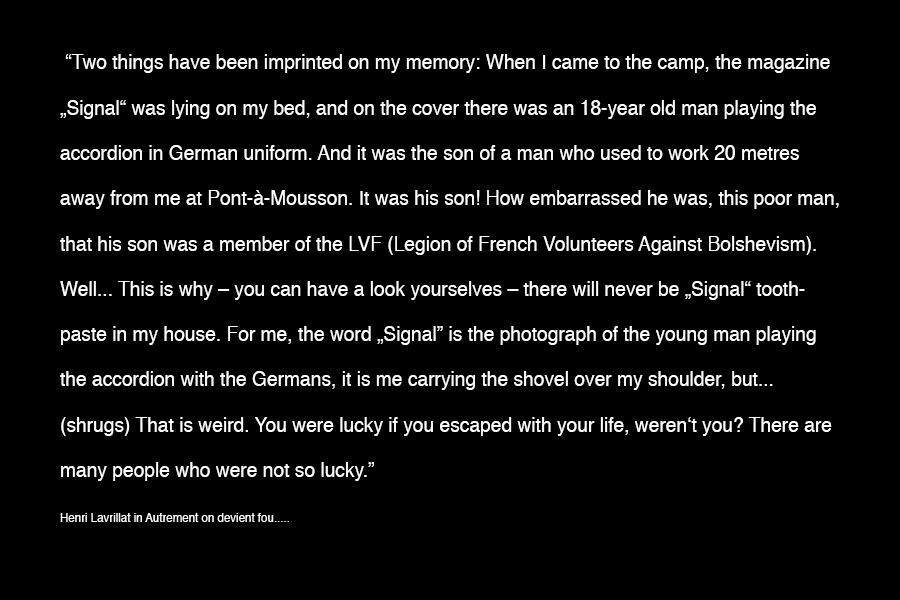 “Two things have been imprinted on my memory: When I came to the camp, the magazine
„Signal“ was lying on my bed, and on the cover there was an 18-year old man playing the
accordion in German uniform. And it was the son of a man who used to work 20 metres
away from me at Pont-à-Mousson. It was his son! How embarrassed he was, this poor man,
that his son was a member of the LVF (Legion of French Volunteers Against Bolshevism).
Well... This is why – you can have a look yourselves – there will never be „Signal“ tooth-
paste in my house. For me, the word „Signal” is the photograph of the young man playing
the accordion with the Germans, it is me carrying the shovel over my shoulder, but...
(shrugs) That is weird. You were lucky if you escaped with your life, weren‘t you? There are
many people who were not so lucky.”
Henri Lavrillat in Autrement on devient fou.....